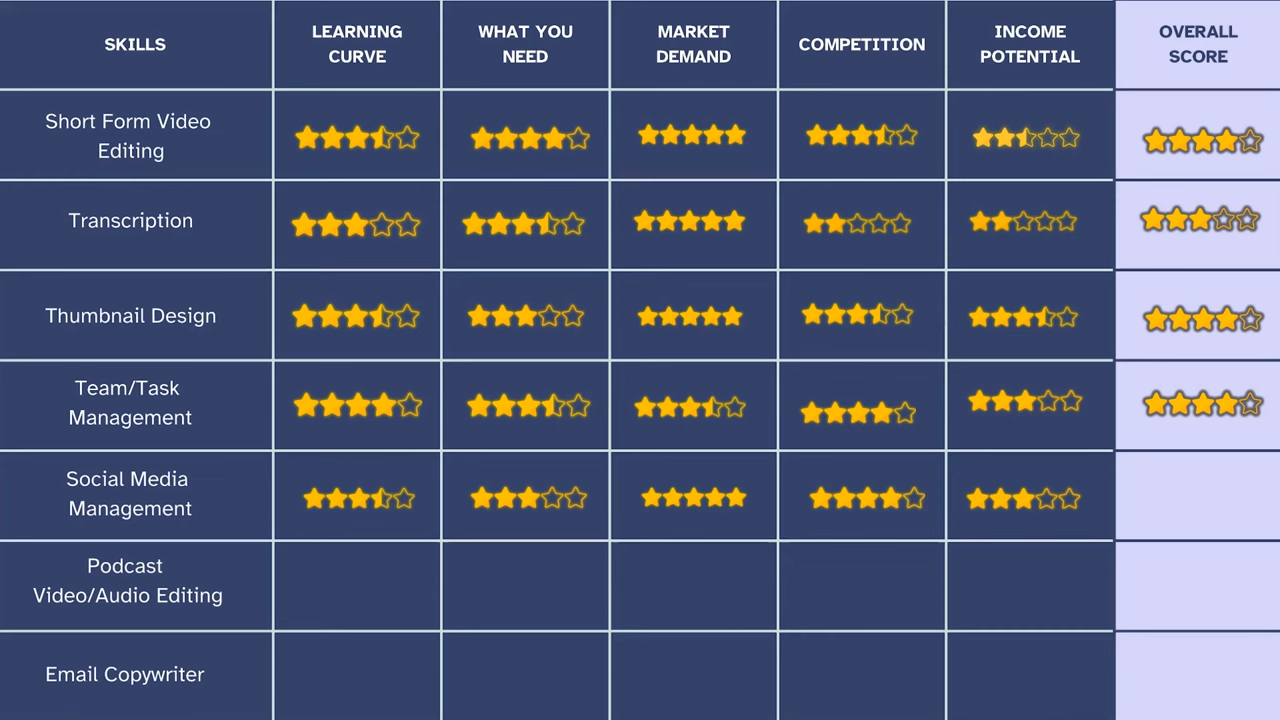 SKILLS
LEARNING
CURVE
WHAT YOU
NEED
MARKET
DEMAND
COMPETITION
INCOME
POTENTIAL
OVERALL
SCORE
Short Form Video
Editing
Transcription
Thumbnail Design
Team/Task
Management
Social Media
Management
Podcast
Video/Audio Editing
Email Copywriter